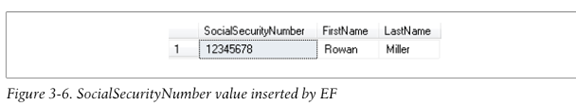 SocialSecurityNumber FirstName LastName
1 12345678 Rowan Miller
Figure 3-6. SocialSecurityNumber value inserted by EF